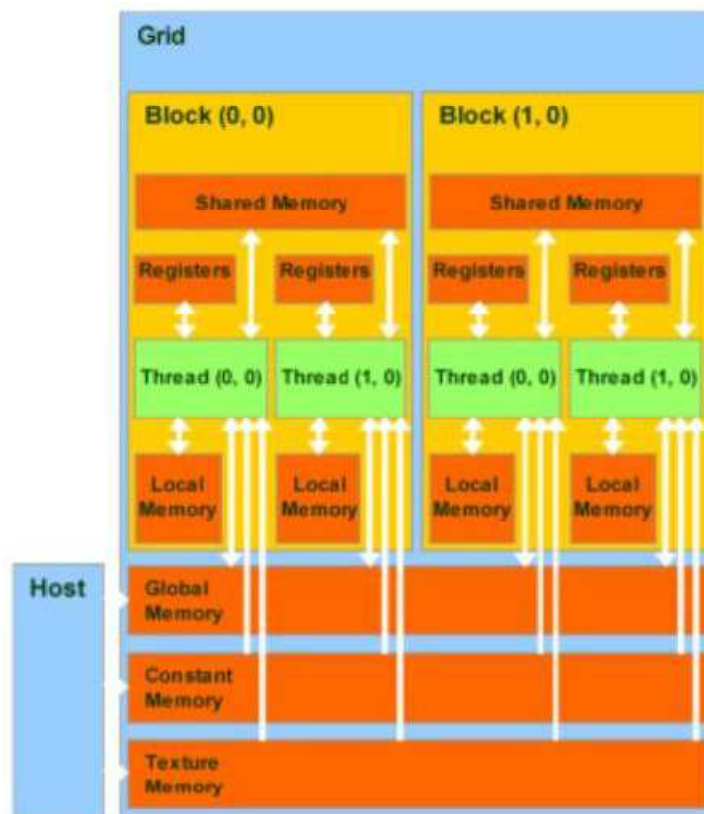 Grid
Block (0, 0)
Block (1, 0)
Shared Memory
Shared Memory
Registers
Registers
Registers
Registers
Thread (0, 0)
Thread (1, 0)
Thread (0, 0)
Thread (1, 0)
Local
Memory
Local
Memory
Local
Memory
Local
Memory
Host
Global
Memory
Constant
Memory
Texture
Memory